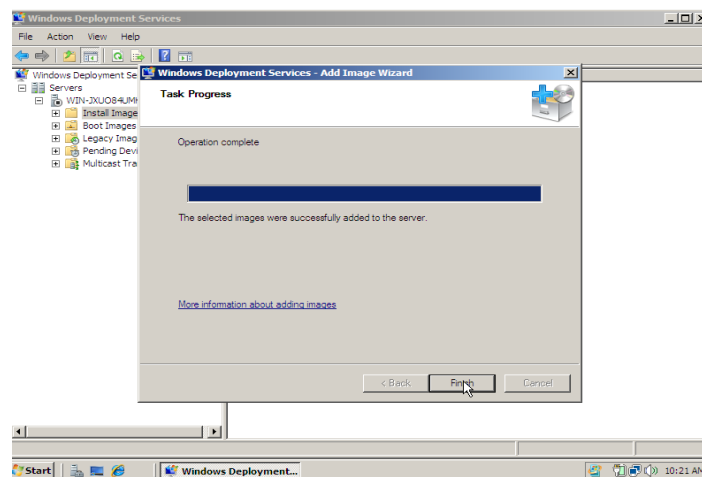 Windows Deployment Services
File Action View Help
Windows Deployment Se
Windows Deployment Services - Add Image Wizard
Servers
Task Progress
Install Image
Boot Images
Legacy Imag
Pending Devi
Multicast Tra
Operation complete
The selected images were successfully added to the server.
More information about adding images
< Back Finish Cancel
Start Windows Deployment... 10:21 AM